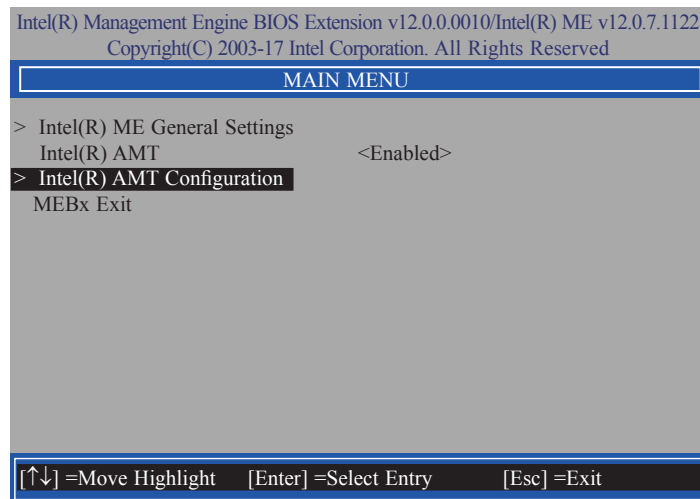 Intel(R) Management Engine BIOS Extension v12.0.0.0010/Intel(R) ME v12.0.7.1122
Copyright(C) 2003-17 Intel Corporation. All Rights Reserved
MAIN MENU
> Intel(R) ME General Settings
Intel(R) AMT <Enabled>
> Intel(R) AMT Configuration
MEBx Exit
[↑↓] =Move Highlight [Enter] =Select Entry [Esc] =Exit